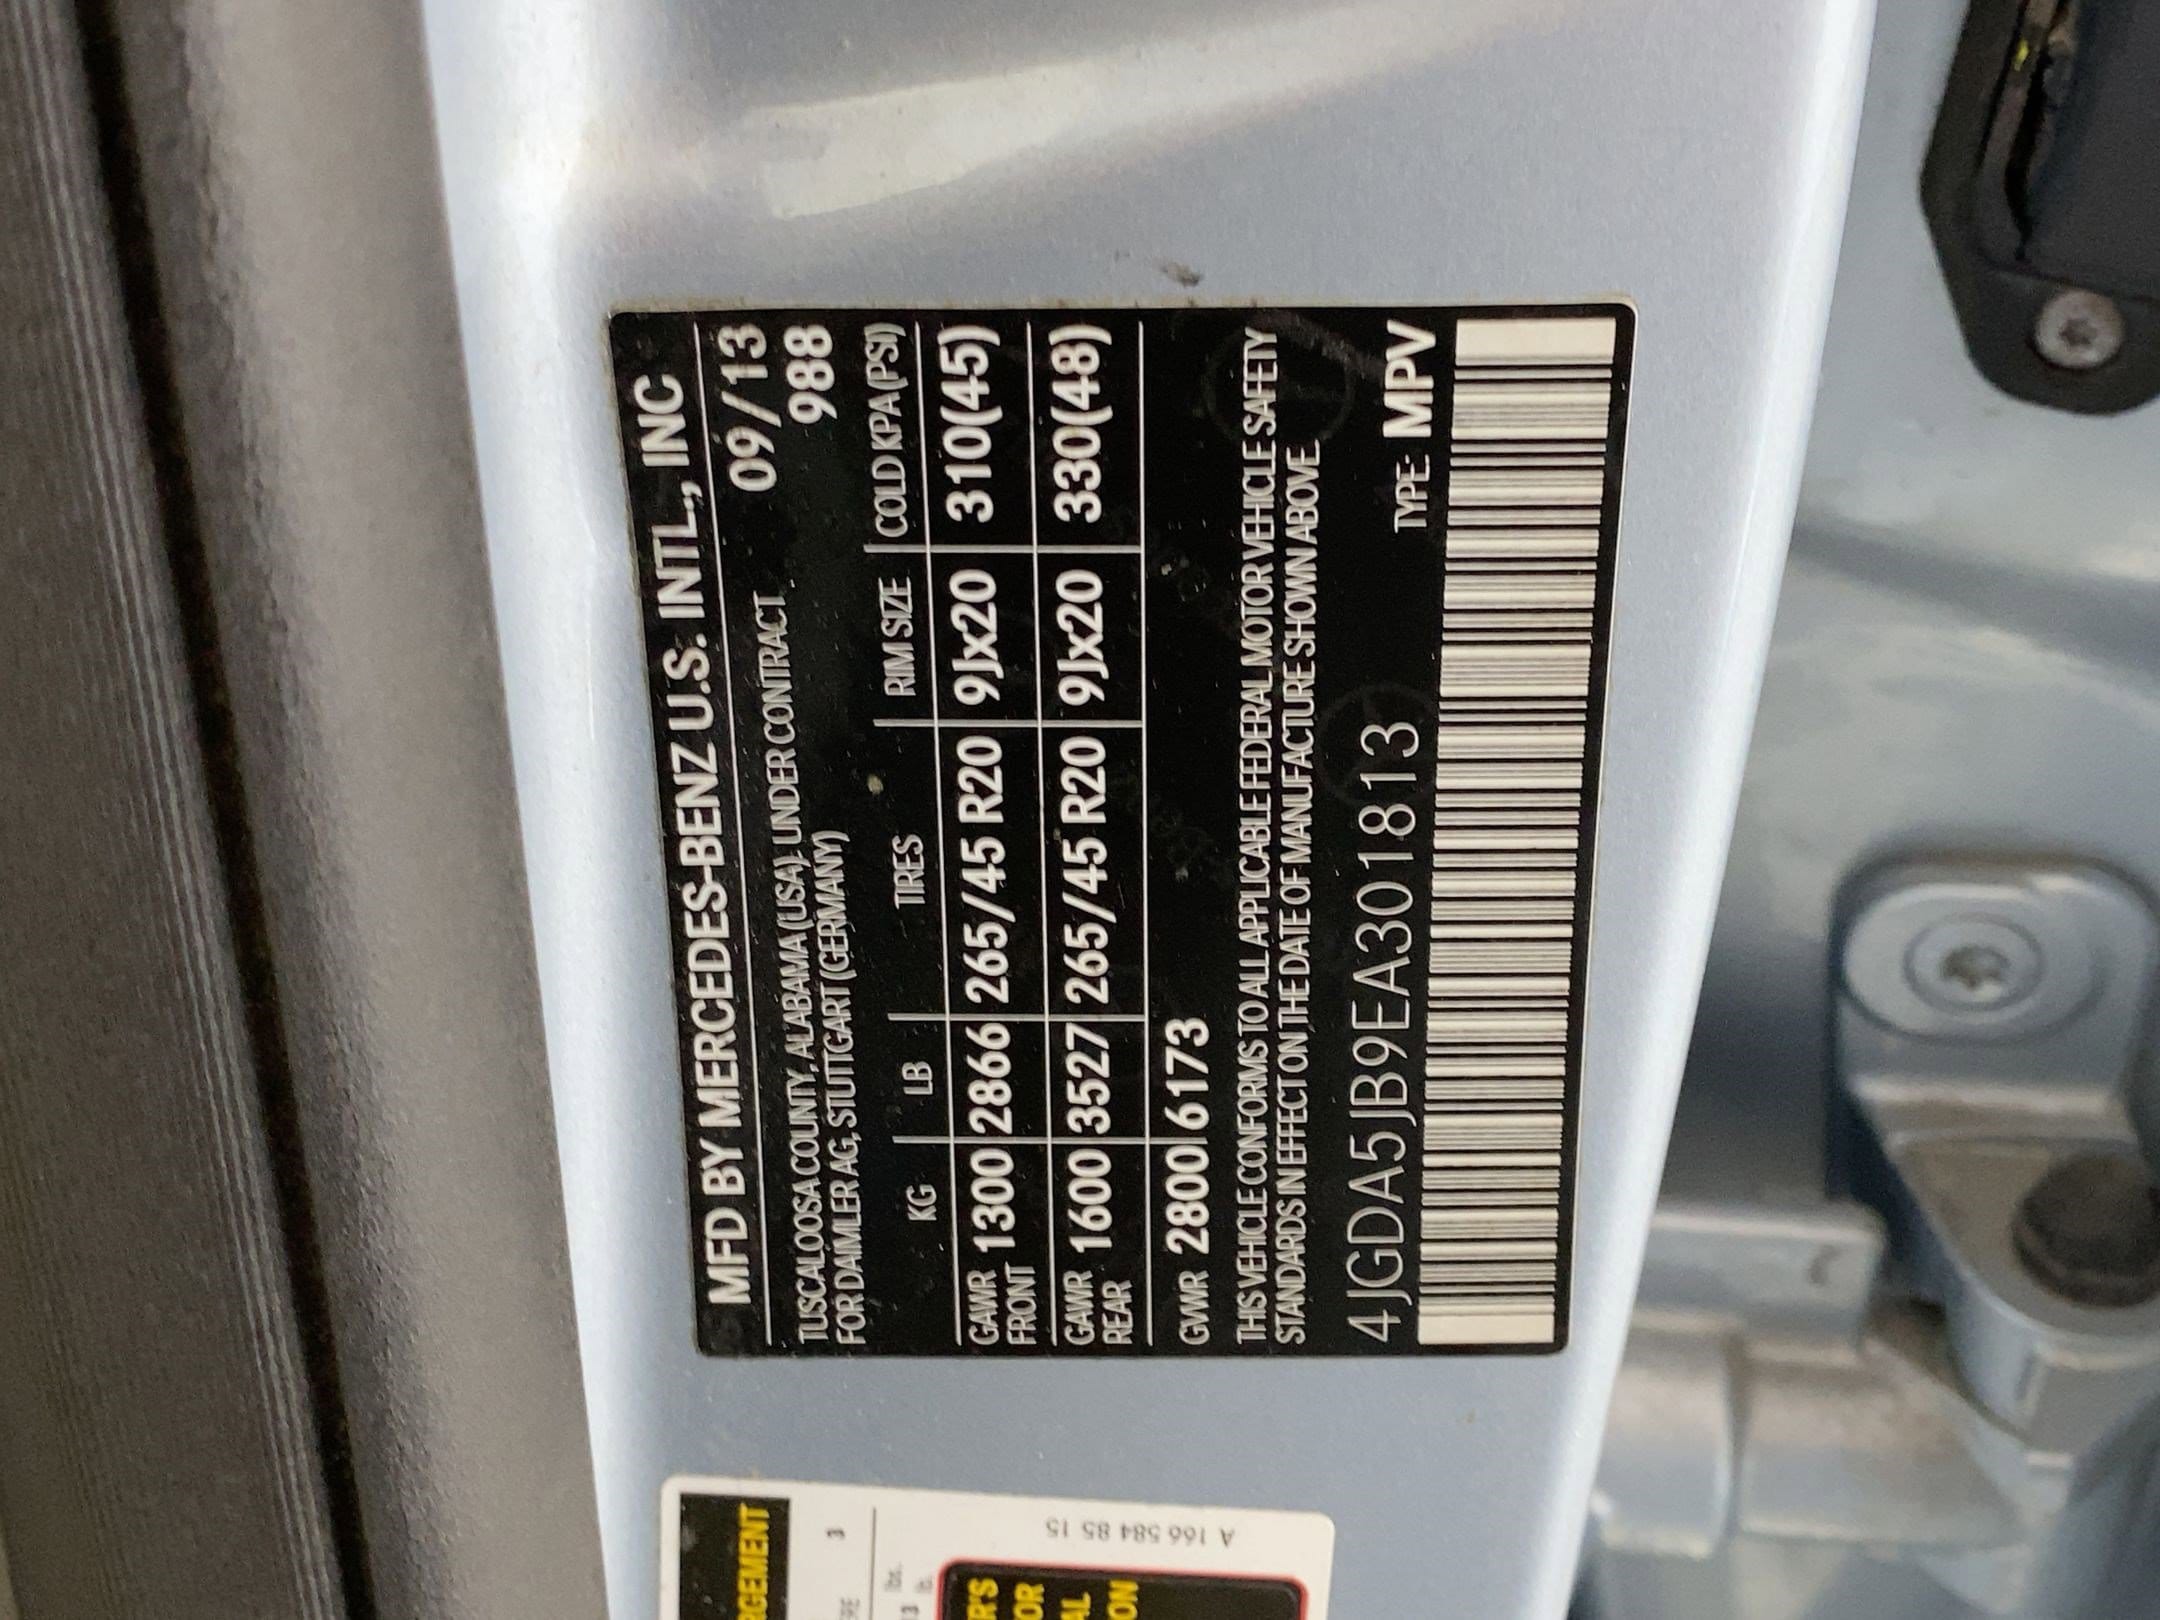 MFD BY MERCEDES-BENZ U.S. INTL., INC
09/13
TUSCALOOSA COUNTY, ALABAMA (USA) UNDER CONTRACT 988
FOR DAIMLER AG, STUTTGART (GERMANY)
KG LB TIRES RIM SIZE COLD KPA (PSI)
GAWR FRONT 1300 2866 265/45 R20 9Jx20 310(45)
GAWR REAR 1600 3527 265/45 R20 9Jx20 330(48)
GVWR 2800 6173
THIS VEHICLE CONFORMS TO ALL APPLICABLE FEDERAL MOTOR VEHICLE SAFETY
STANDARDS IN EFFECT ON THE DATE OF MANUFACTURE SHOWN ABOVE
4JGDA5JB9EA301813 TYPE: MPV
3
lbs.
13 lb.
A 166 584 85 15